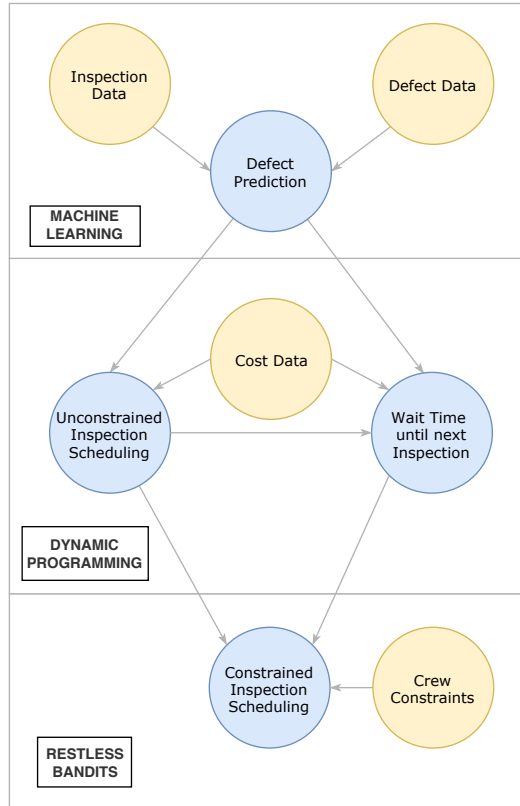 Inspection
Data
Defect Data
Defect
Prediction
MACHINE
LEARNING
Cost Data
Unconstrained
Inspection
Scheduling
Wait Time
until next
Inspection
DYNAMIC
PROGRAMMING
Constrained
Inspection
Scheduling
Crew
Constraints
RESTLESS
BANDITS